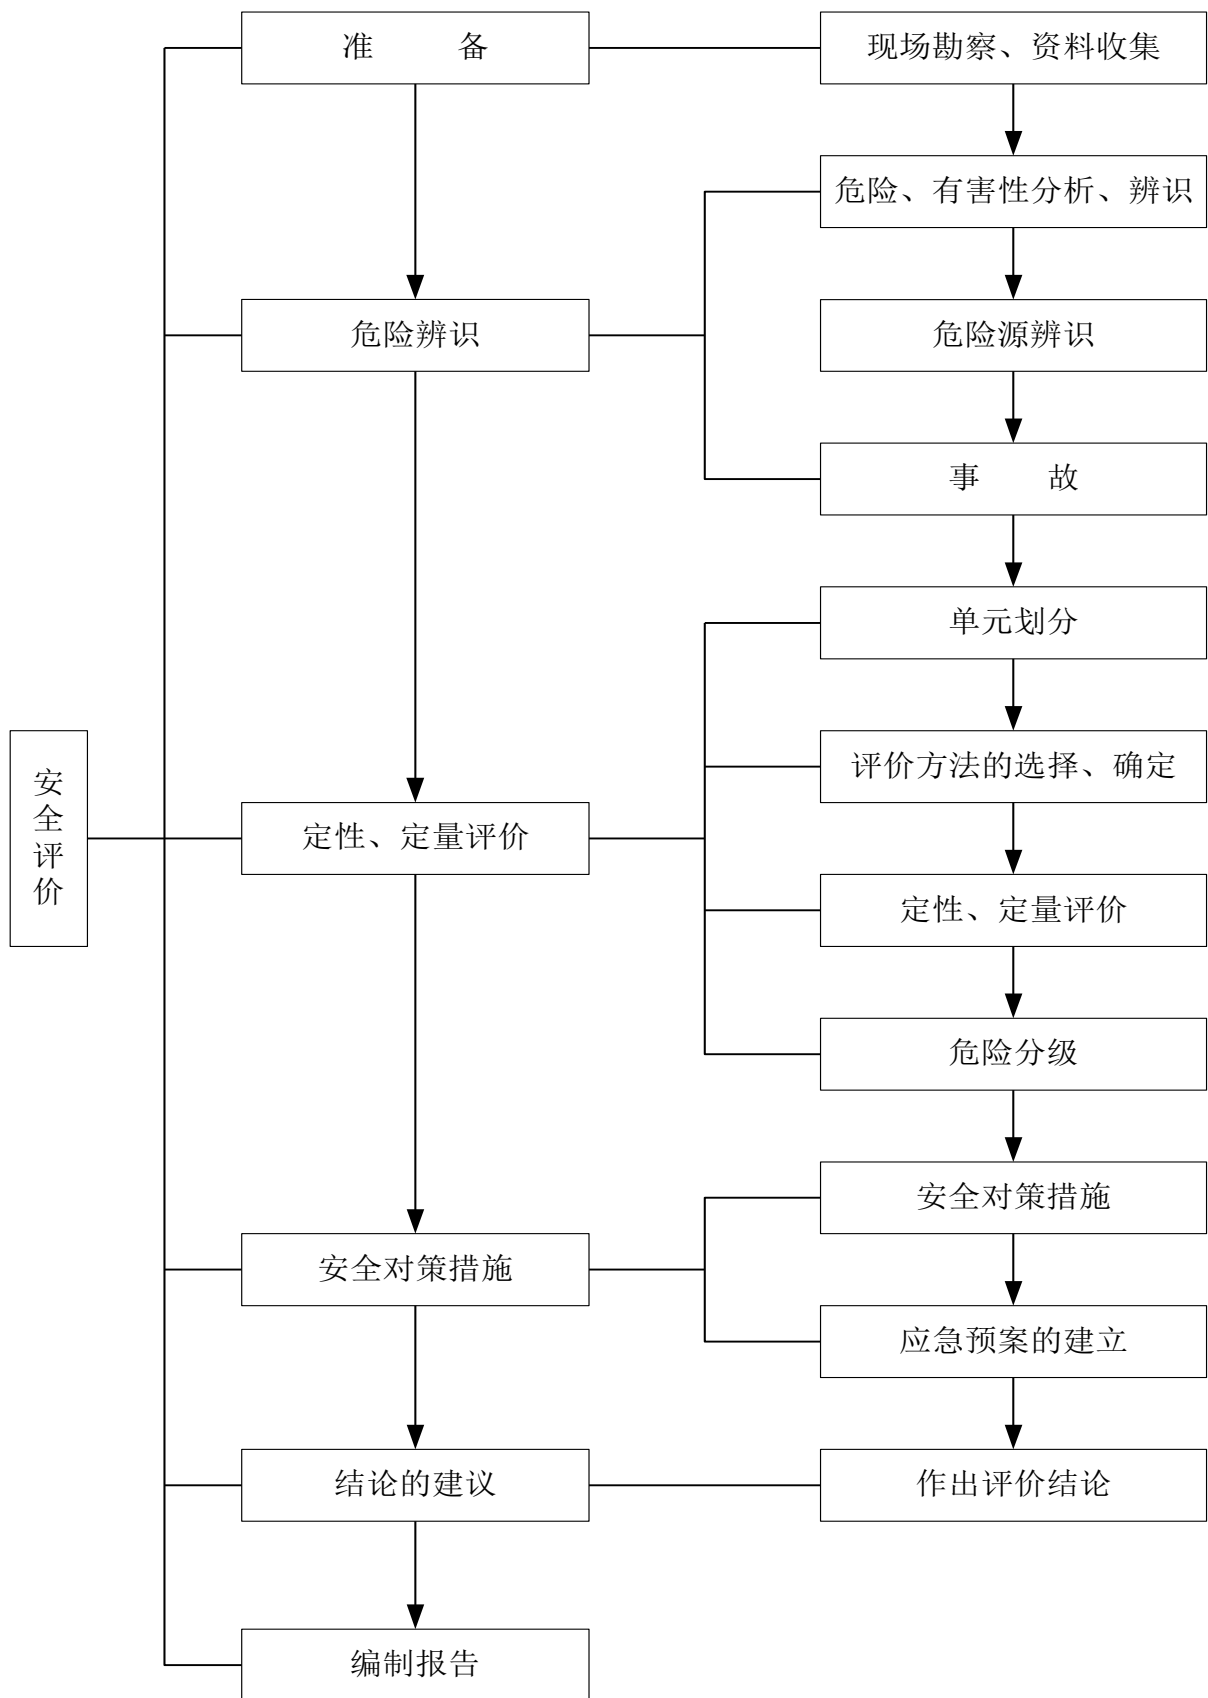 准 备
现场勘察、资料收集
危险、有害性分析、辨识
危险辨识
危险源辨识
事 故
单元划分
安全评价
评价方法的选择、确定
定性、定量评价
定性、定量评价
危险分级
安全对策措施
安全对策措施
应急预案的建立
结论的建议
作出评价结论
编制报告